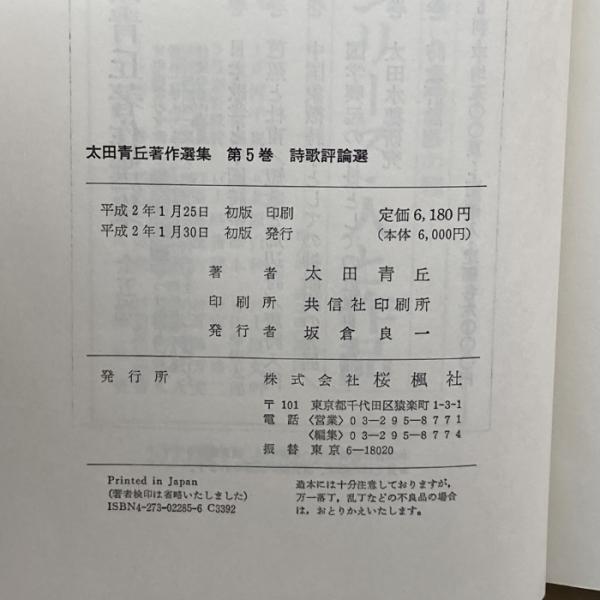 太田青丘著作選集　第5巻　詩歌評論選
平成2年1月25日　初版　印刷
平成2年1月30日　初版　発行
定価6,180円
（本体 6,000円）
著者　太田青丘
印刷所　共信社印刷所
発行者　坂倉良一
発行所　株式会社 桜楓社
〒101　東京都千代田区猿楽町1-3-1
電話〈営業〉03―295―8771
〈編集〉03―295―8774
振替 東京6―18020
Printed in Japan
（著者検印は省略いたしました）
ISBN4-273-02285-6 C3392
造本には十分注意しておりますが，
万一落丁，乱丁などの不良品の場合
は，おとりかえいたします。